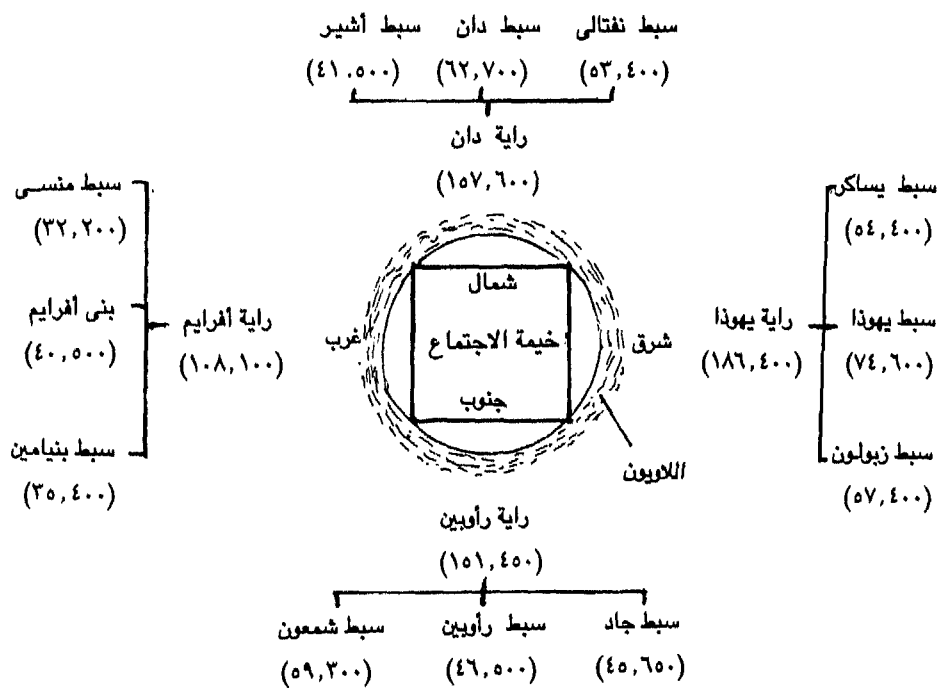 سبط نفتالى سبط دان سبط أشير
(٥٣,٤٠٠) (٦٢,٧٠٠) (٤١,٥٠٠)
راية دان
(١٥٧,٦٠٠)
سبط يساكر
(٥٤,٤٠٠)
سبط يهوذا
(٧٤,٦٠٠)
سبط زبولون
(٥٧,٤٠٠)
راية يهوذا
(١٨٦,٤٠٠)
شرق
شمال
خيمة الاجتماع
جنوب
غرب
اللاويون
راية أفرايم
(١٠٨,١٠٠)
سبط منسى
(٣٢,٢٠٠)
بنى أفرايم
(٤٠,٥٠٠)
سبط بنيامين
(٣٥,٤٠٠)
راية رأوبين
(١٥١,٤٥٠)
سبط جاد سبط رأوبين سبط شمعون
(٤٥,٦٥٠) (٤٦,٥٠٠) (٥٩,٣٠٠)